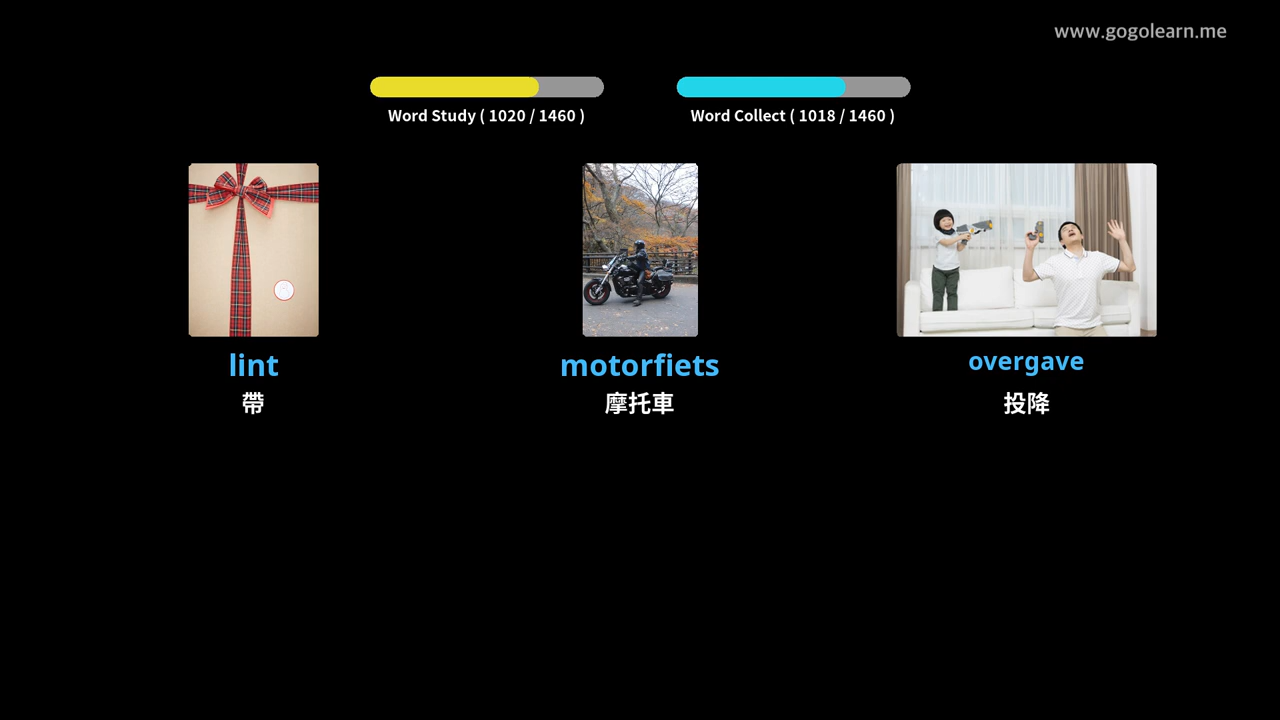 www.gogolearn.me
Word Study ( 1020 / 1460 )
Word Collect ( 1018 / 1460 )
lint
motorfiets
overgave
帶
摩托車
投降